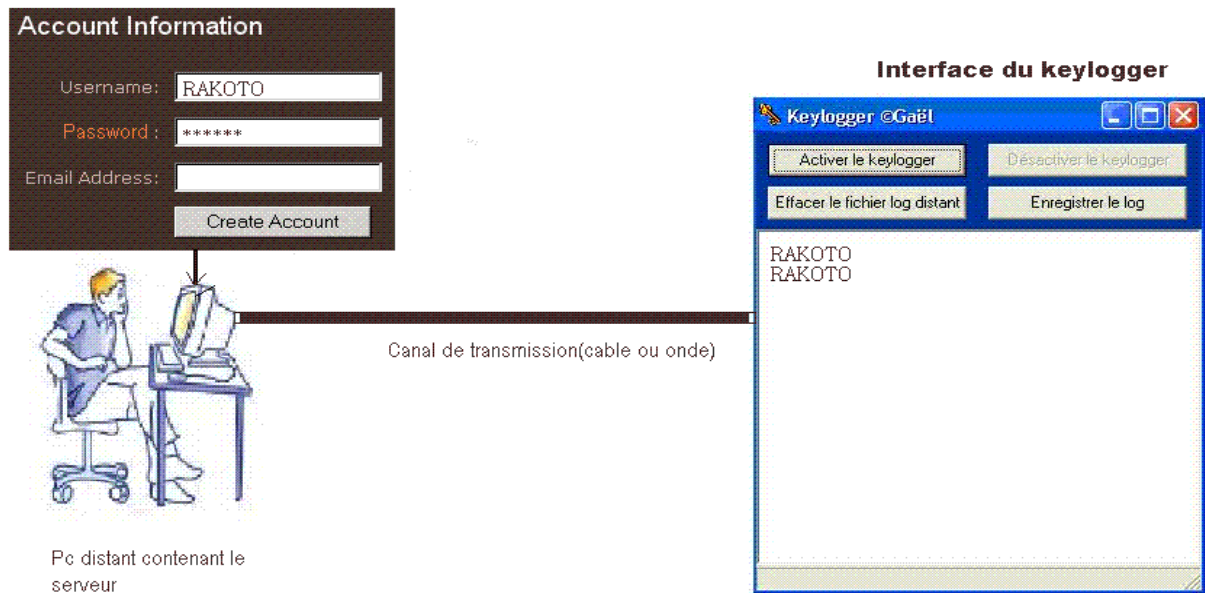 Account Information
Username: RAKOTO
Password : ******
Email Address:
Create Account
Interface du keylogger
Keylogger ©Gaël
Activer le keylogger
Désactiver le keylogger
Effacer le fichier log distant
Enregistrer le log
RAKOTO
RAKOTO
Canal de transmission(cable ou onde)
Pc distant contenant le
serveur